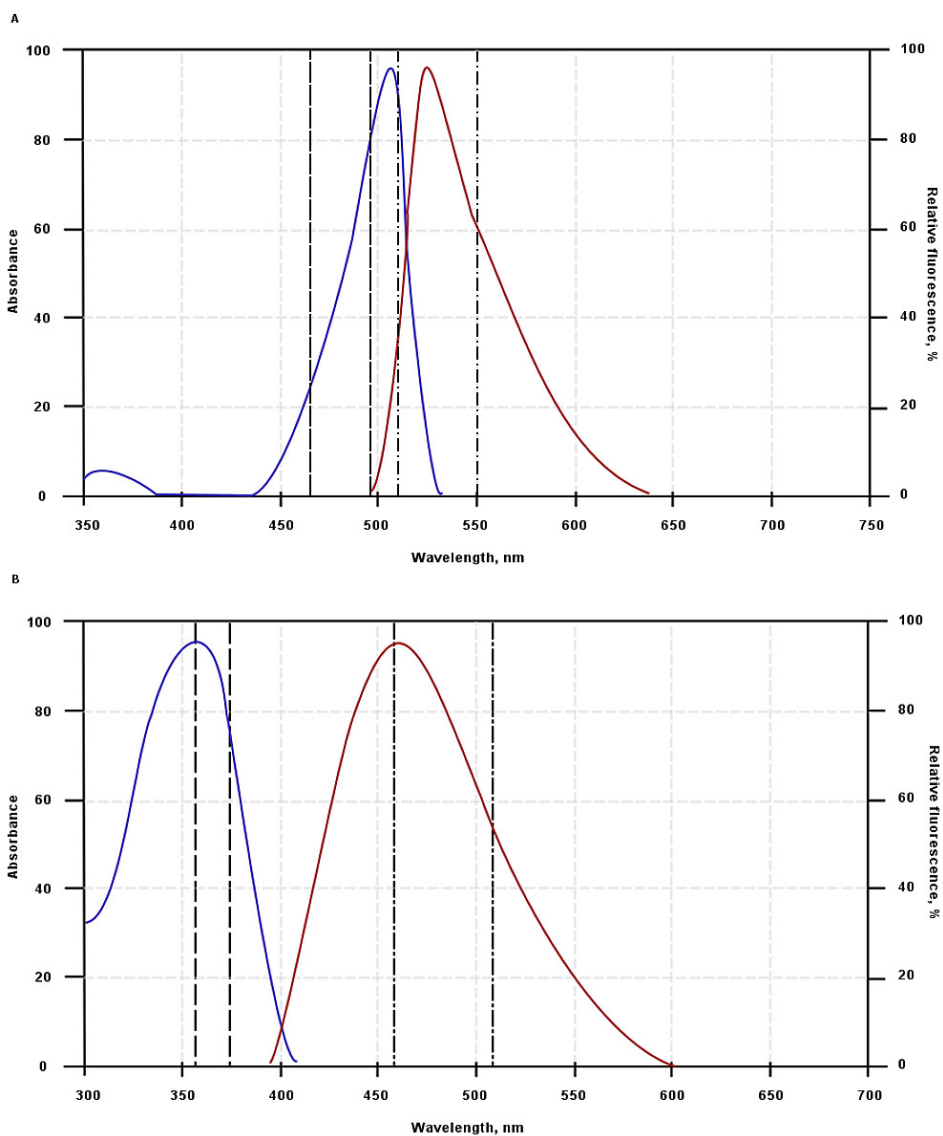 A
100 100
80 80
60 60
40 40
20 20
0 0
Absorbance
Relative fluorescence, %
350 400 450 500 550 600 650 700 750
Wavelength, nm
B
100 100
80 80
60 60
40 40
20 20
0 0
Absorbance
Relative fluorescence, %
300 350 400 450 500 550 600 650 700
Wavelength, nm